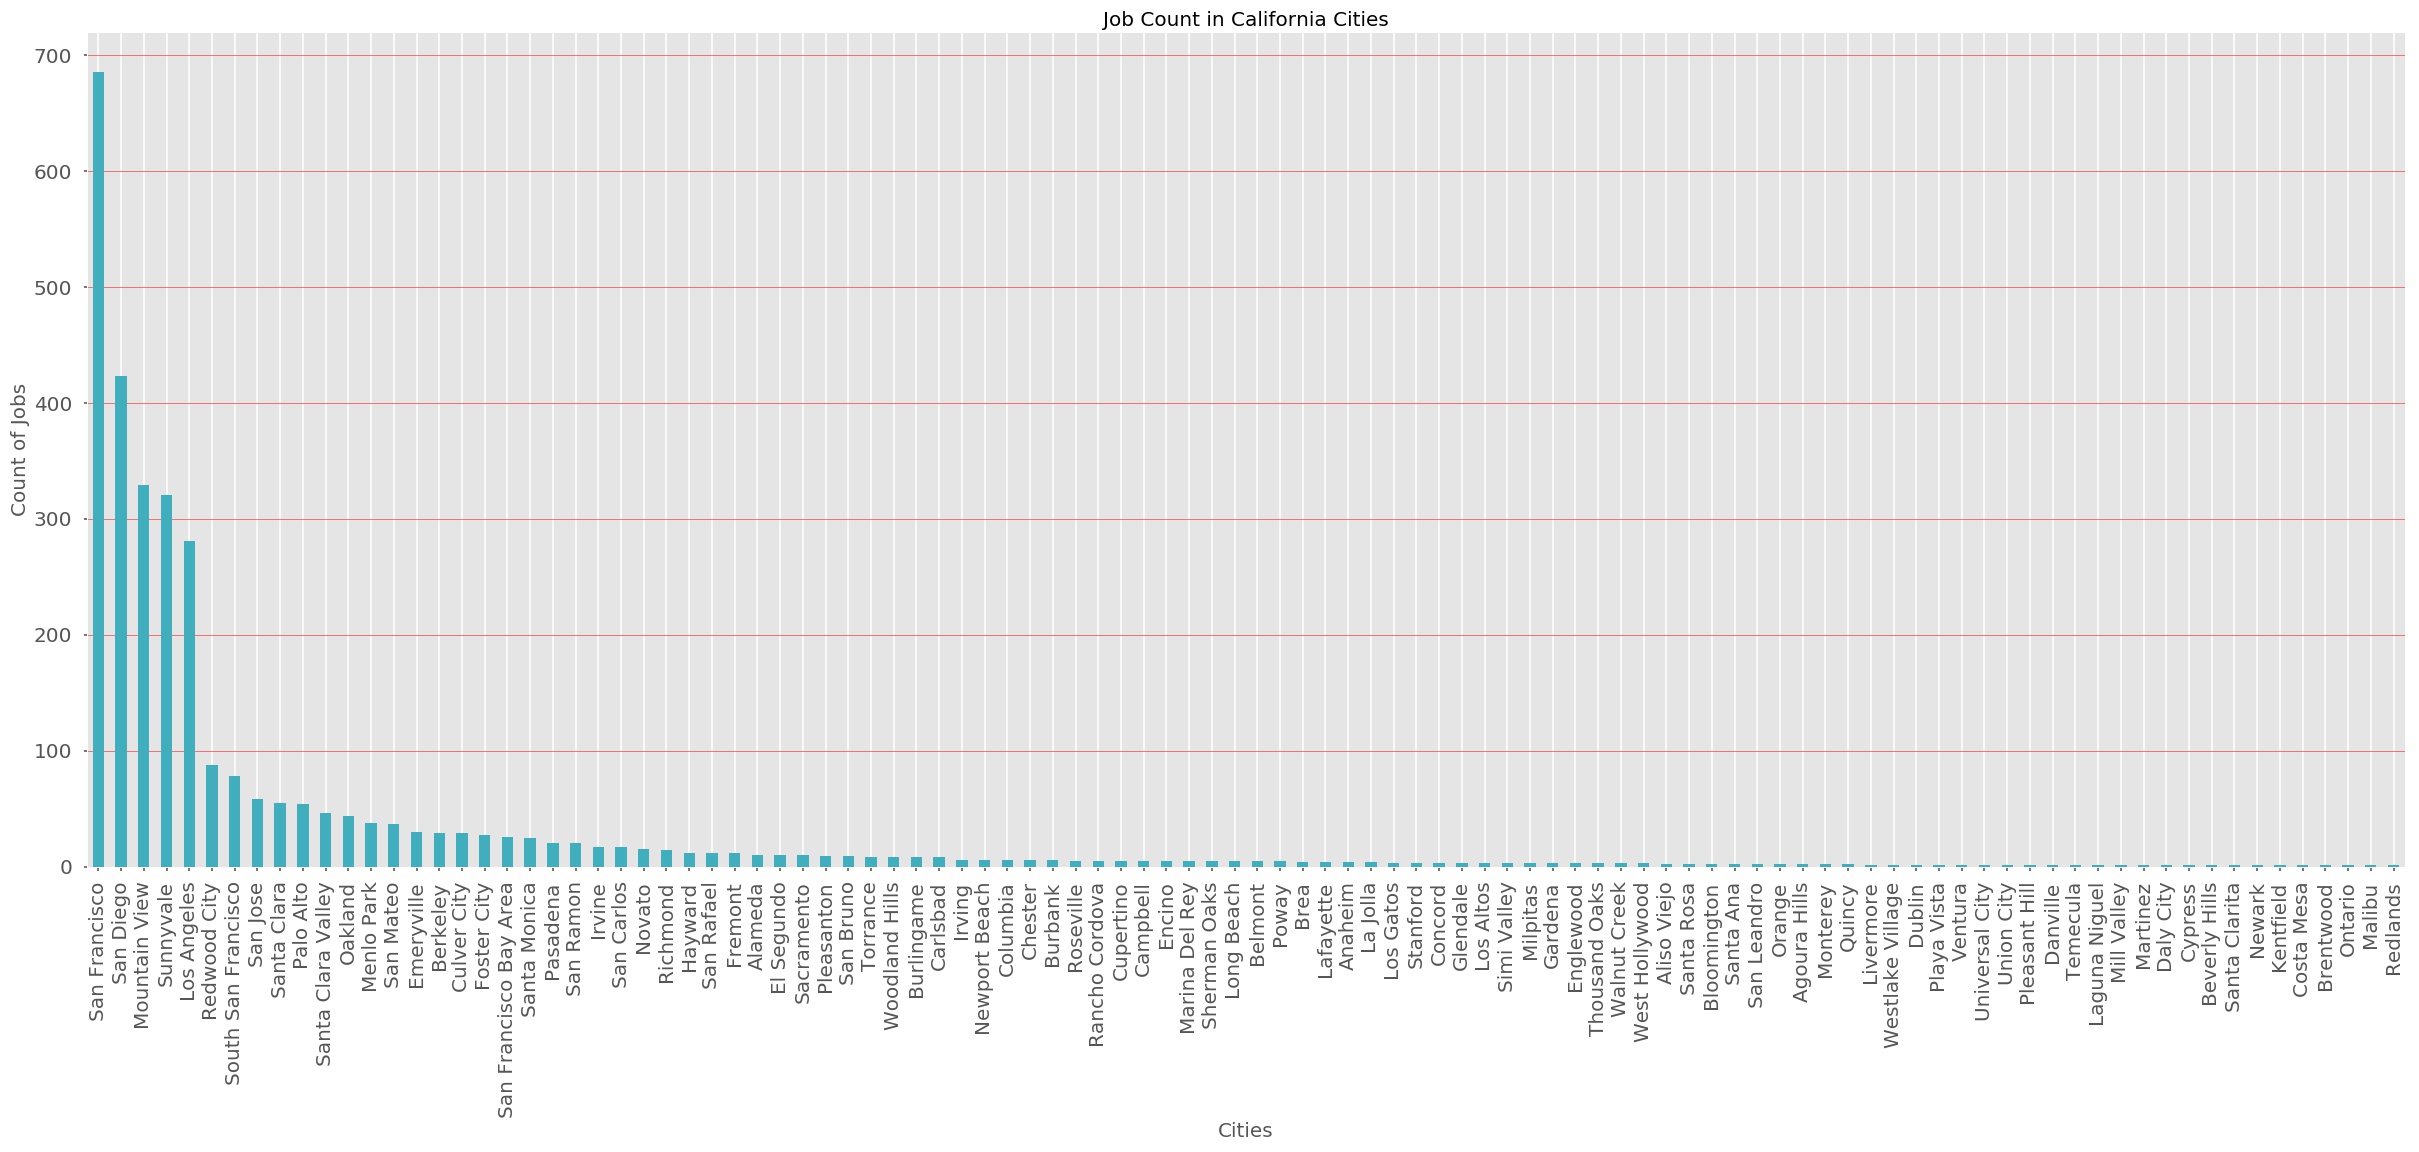 Job Count in California Cities
700
600
500
400
300
200
100
0
Count of Jobs
San Francisco
San Diego
Mountain View
Sunnyvale
Los Angeles
Redwood City
South San Francisco
San Jose
Santa Clara
Palo Alto
Santa Clara Valley
Oakland
Menlo Park
San Mateo
Emeryville
Berkeley
Culver City
Foster City
San Francisco Bay Area
Santa Monica
Pasadena
San Ramon
Irvine
San Carlos
Novato
Richmond
Hayward
San Rafael
Fremont
Alameda
El Segundo
Sacramento
Pleasanton
San Bruno
Torrance
Woodland Hills
Burlingame
Carlsbad
Irving
Newport Beach
Columbia
Chester
Burbank
Roseville
Rancho Cordova
Cupertino
Campbell
Encino
Marina Del Rey
Sherman Oaks
Long Beach
Belmont
Poway
Brea
Lafayette
Anaheim
La Jolla
Los Gatos
Stanford
Concord
Glendale
Los Altos
Simi Valley
Milpitas
Gardena
Englewood
Thousand Oaks
Walnut Creek
West Hollywood
Aliso Viejo
Santa Rosa
Bloomington
Santa Ana
San Leandro
Orange
Agoura Hills
Monterey
Quincy
Livermore
Westlake Village
Dublin
Playa Vista
Ventura
Universal City
Union City
Pleasant Hill
Danville
Temecula
Laguna Niguel
Mill Valley
Martinez
Daly City
Cypress
Beverly Hills
Santa Clarita
Newark
Kentfield
Costa Mesa
Brentwood
Ontario
Malibu
Redlands
Cities